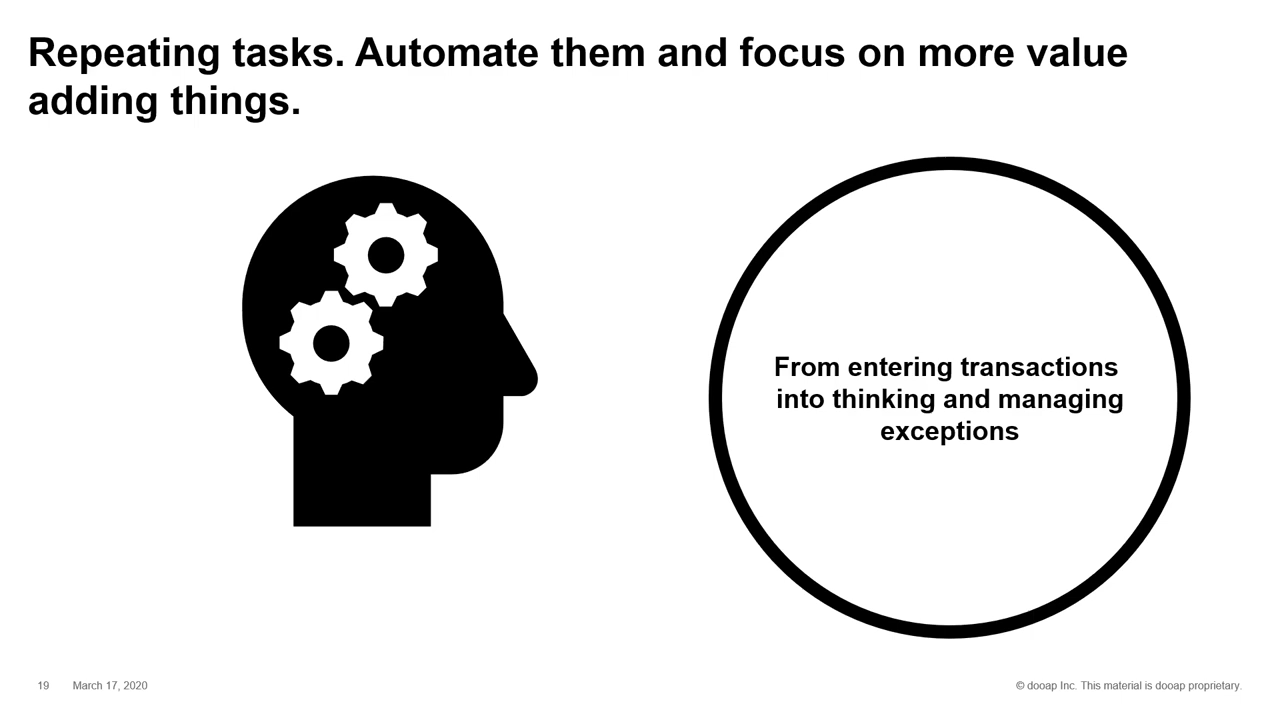 Repeating tasks. Automate them and focus on more value
adding things.
From entering transactions
into thinking and managing
exceptions
19 March 17, 2020 © dooap Inc. This material is dooap proprietary.